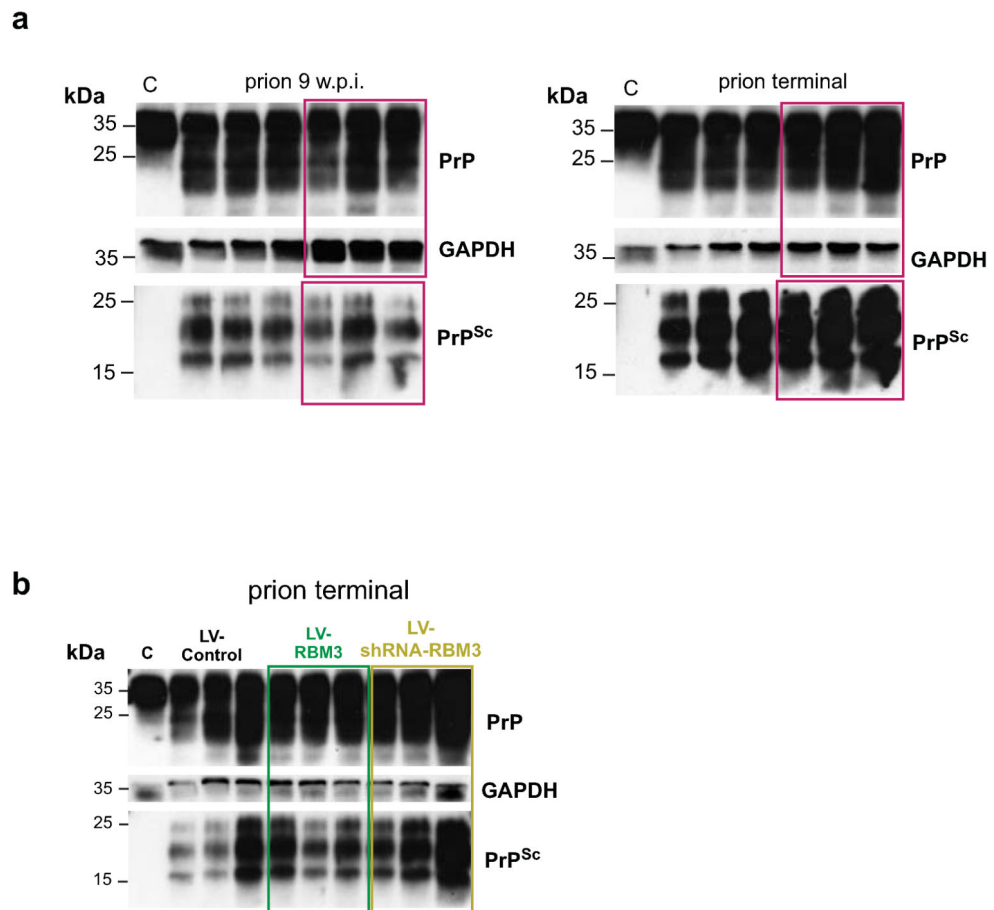 a
C prion 9 w.p.i.
kDa
35
25
PrP
35
GAPDH
25
PrPSc
15
C prion terminal
kDa
35
25
PrP
35
GAPDH
25
PrPSc
15
b
prion terminal
kDa
C
LV-
Control
LV-
RBM3
LV-
shRNA-RBM3
35
25
PrP
35
GAPDH
25
PrPSc
15